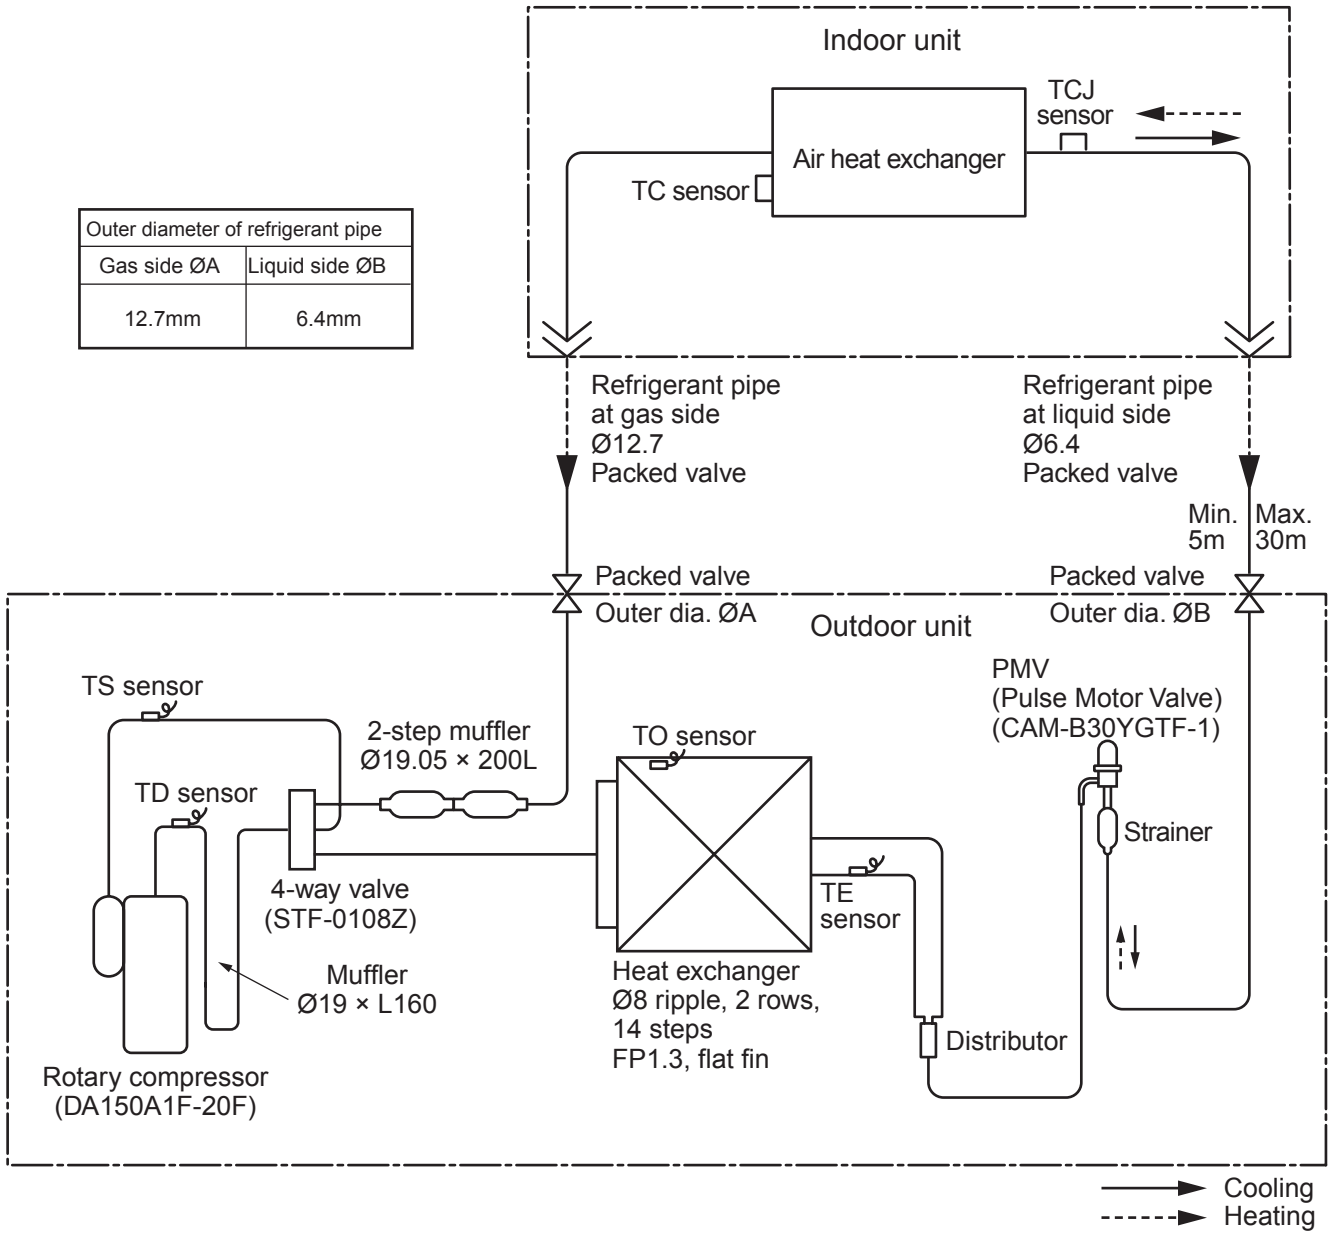 Indoor unit
TCJ
sensor
Air heat exchanger
TC sensor
Outer diameter of refrigerant pipe
Gas side ØA
Liquid side ØB
12.7mm
6.4mm
Refrigerant pipe
at gas side
Ø12.7
Packed valve
Refrigerant pipe
at liquid side
Ø6.4
Packed valve
Min.
5m
Max.
30m
Packed valve
Outer dia. ØA
Packed valve
Outer dia. ØB
Outdoor unit
TS sensor
2-step muffler
Ø19.05 × 200L
TO sensor
PMV
(Pulse Motor Valve)
(CAM-B30YGTF-1)
TD sensor
Strainer
4-way valve
(STF-0108Z)
TE
sensor
Muffler
Ø19 × L160
Heat exchanger
Ø8 ripple, 2 rows,
14 steps
FP1.3, flat fin
Distributor
Rotary compressor
(DA150A1F-20F)
Cooling
Heating